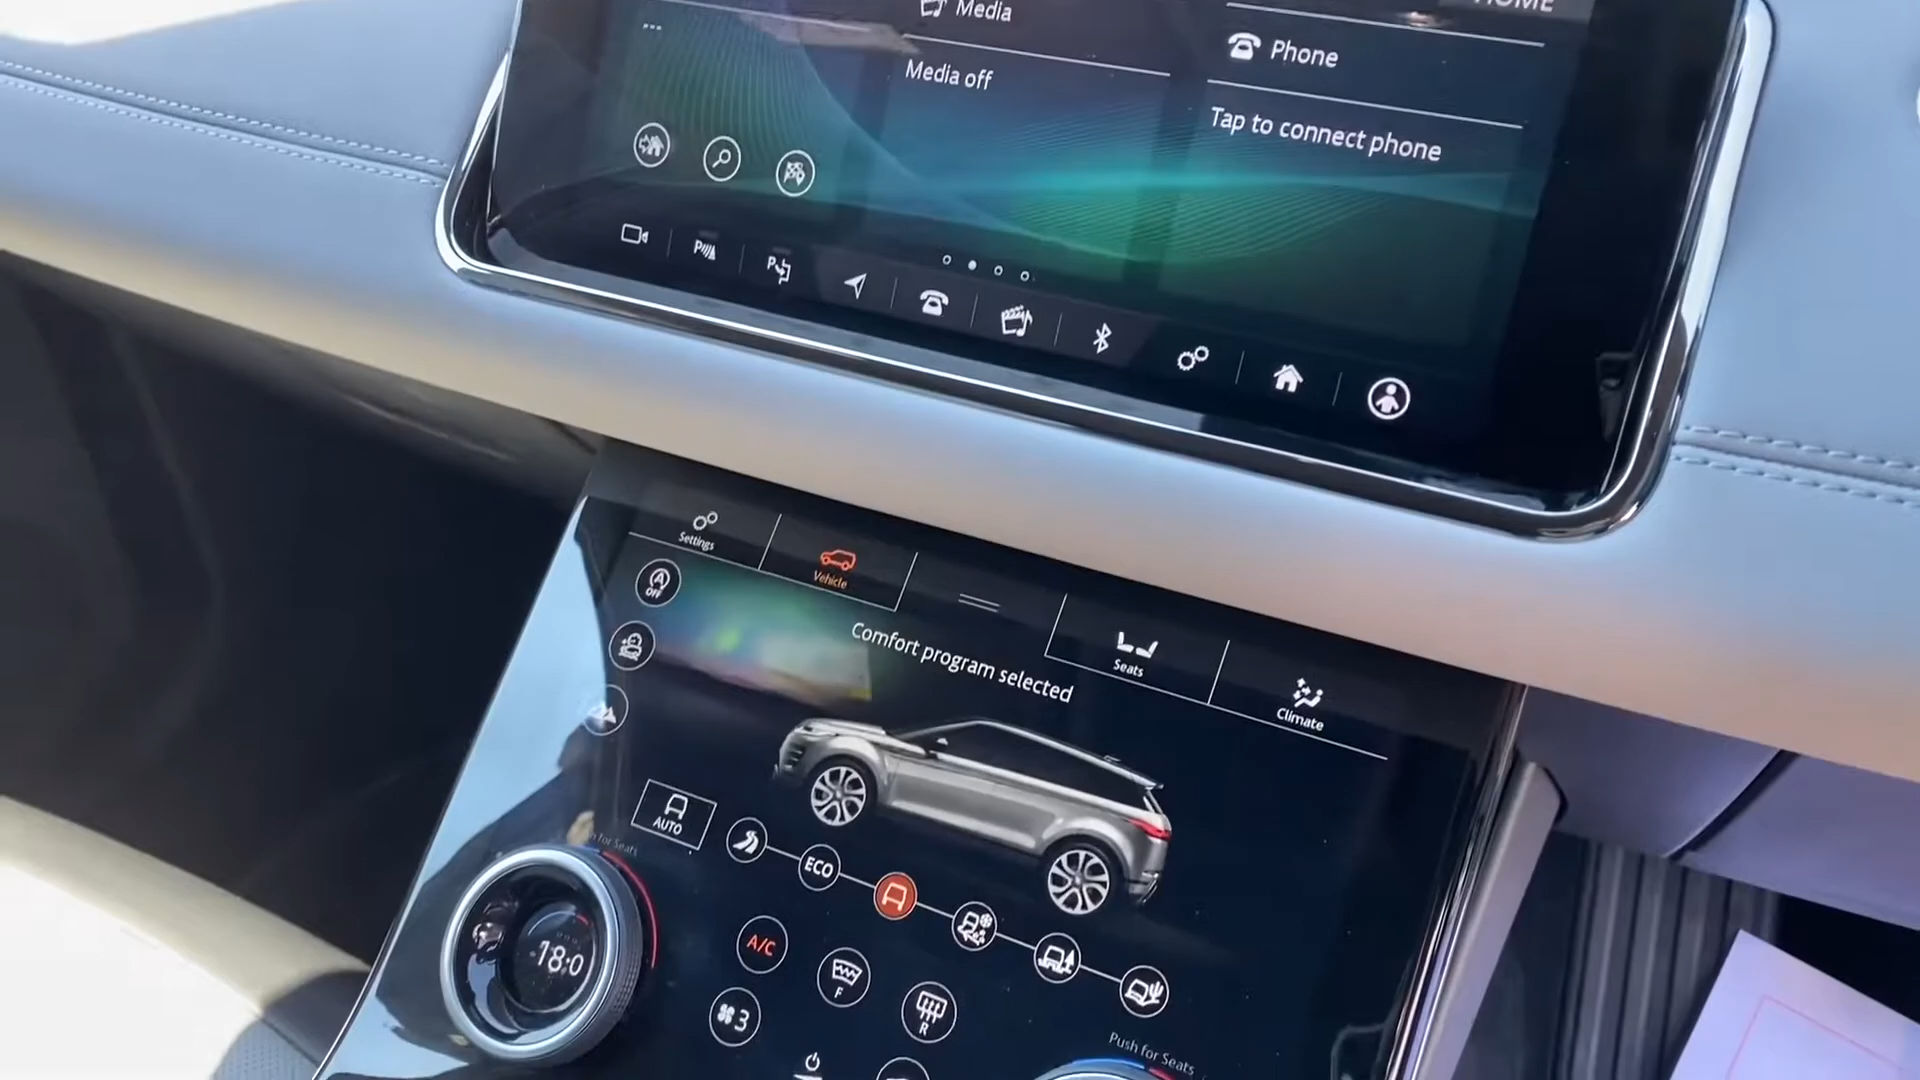 HOME
Media
Phone
Media off
Tap to connect phone
P
P
Settings
Vehicle
Seats
Climate
A
OFF
Comfort program selected
AUTO
ECO
A/C
F
3
R
18.0
Push for Seats